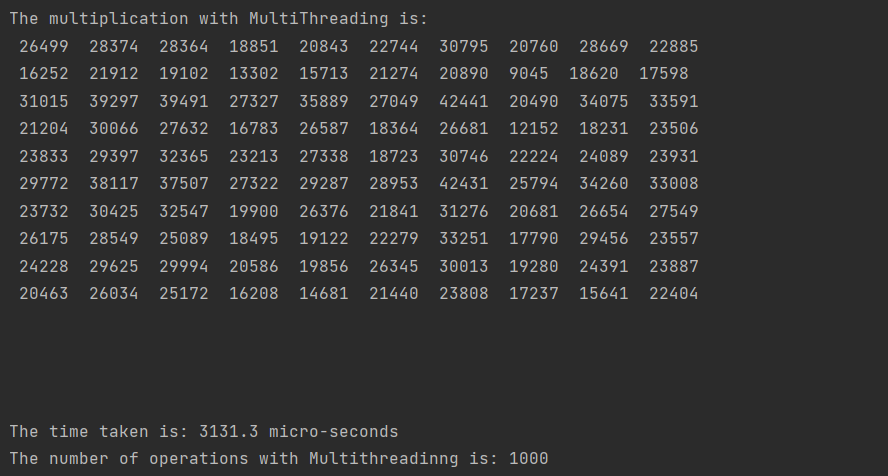 The multiplication with MultiThreading is:
26499 28374 28364 18851 20843 22744 30795 20760 28669 22885
16252 21912 19102 13302 15713 21274 20890 9045 18620 17598
31015 39297 39491 27327 35889 27049 42441 20490 34075 33591
21204 30066 27632 16783 26587 18364 26681 12152 18231 23506
23833 29397 32365 23213 27338 18723 30746 22224 24089 23931
29772 38117 37507 27322 29287 28953 42431 25794 34260 33008
23732 30425 32547 19900 26376 21841 31276 20681 26654 27549
26175 28549 25089 18495 19122 22279 33251 17790 29456 23557
24228 29625 29994 20586 19856 26345 30013 19280 24391 23887
20463 26034 25172 16208 14681 21440 23808 17237 15641 22404
The time taken is: 3131.3 micro-seconds
The number of operations with Multithreadinng is: 1000